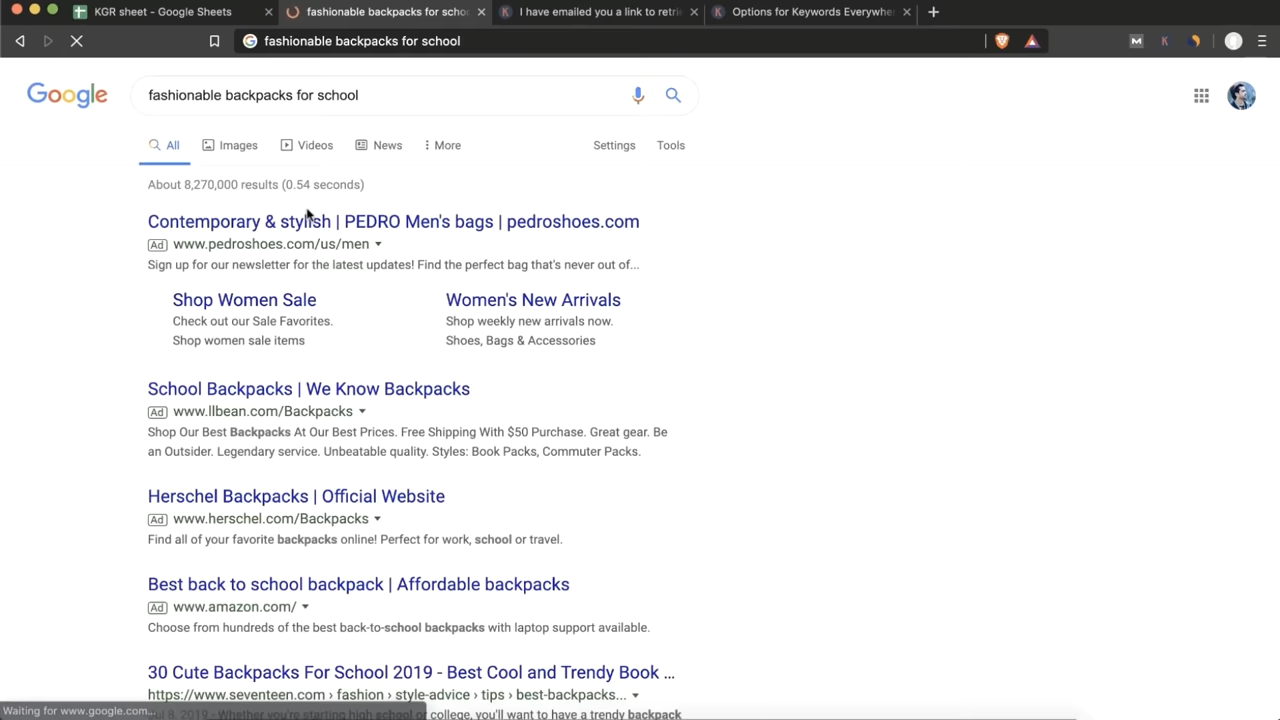 KGR sheet - Google Sheets
fashionable backpacks for schoo
I have emailed you a link to retri
Options for Keywords Everywhe
fashionable backpacks for school
Google
fashionable backpacks for school
All
Images
Videos
News
More
Settings
Tools
About 8,270,000 results (0.54 seconds)
Contemporary & stylish | PEDRO Men's bags | pedroshoes.com
Ad www.pedroshoes.com/us/men
Sign up for our newsletter for the latest updates! Find the perfect bag that's never out of...
Shop Women Sale
Check out our Sale Favorites.
Shop women sale items
Women's New Arrivals
Shop weekly new arrivals now.
Shoes, Bags & Accessories
School Backpacks | We Know Backpacks
Ad www.llbean.com/Backpacks
Shop Our Best Backpacks At Our Best Prices. Free Shipping With $50 Purchase. Great gear. Be
an Outsider. Legendary service. Unbeatable quality. Styles: Book Packs, Commuter Packs.
Herschel Backpacks | Official Website
Ad www.herschel.com/Backpacks
Find all of your favorite backpacks online! Perfect for work, school or travel.
Best back to school backpack | Affordable backpacks
Ad www.amazon.com/
Choose from hundreds of the best back-to-school backpacks with laptop support available.
30 Cute Backpacks For School 2019 - Best Cool and Trendy Book ...
https://www.seventeen.com › fashion › style-advice › tips › best-backpacks...
Jul 8, 2019 - Whether you're starting high school or college, you'll want to have a trendy backpack
Waiting for www.google.com...